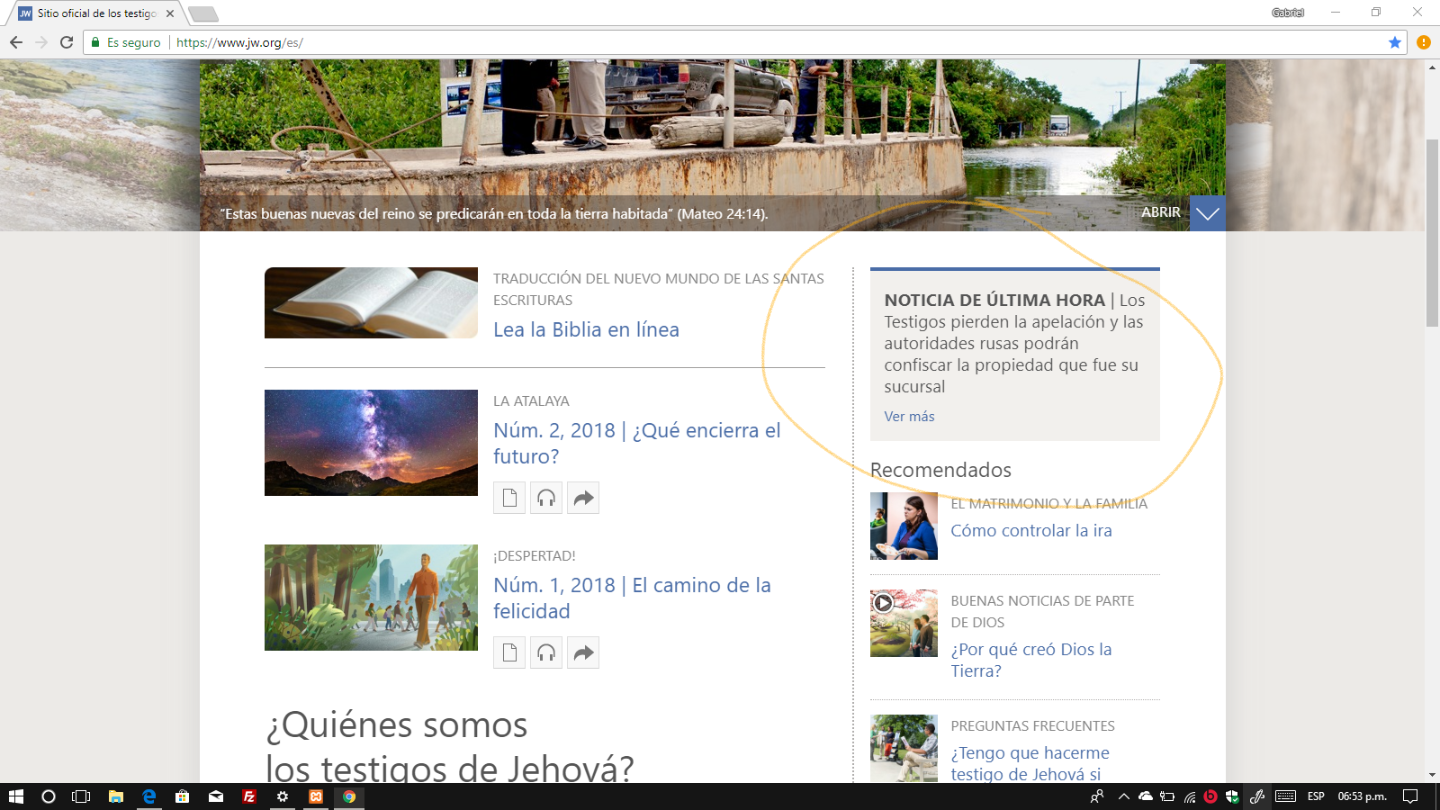 Sitio oficial de los testigo
Gabriel
Es seguro
https://www.jw.org/es/
“Estas buenas nuevas del reino se predicarán en toda la tierra habitada” (Mateo 24:14).
ABRIR
TRADUCCIÓN DEL NUEVO MUNDO DE LAS SANTAS
ESCRITURAS
Lea la Biblia en línea
LA ATALAYA
Núm. 2, 2018 | ¿Qué encierra el
futuro?
¡DESPERTAD!
Núm. 1, 2018 | El camino de la
felicidad
¿Quiénes somos
los testigos de Jehová?
NOTICIA DE ÚLTIMA HORA | Los
Testigos pierden la apelación y las
autoridades rusas podrán
confiscar la propiedad que fue su
sucursal
Ver más
Recomendados
EL MATRIMONIO Y LA FAMILIA
Cómo controlar la ira
BUENAS NOTICIAS DE PARTE
DE DIOS
¿Por qué creó Dios la
Tierra?
PREGUNTAS FRECUENTES
¿Tengo que hacerme
testigo de Jehová si
ESP
06:53 p.m.